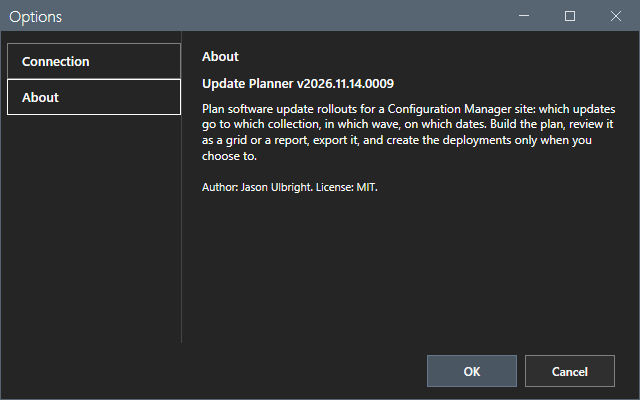 Options
Connection
About
About
Update Planner v2026.11.14.0009
Plan software update rollouts for a Configuration Manager site: which updates
go to which collection, in which wave, on which dates. Build the plan, review it
as a grid or a report, export it, and create the deployments only when you
choose to.
Author: Jason Ulbright. License: MIT.
OK
Cancel